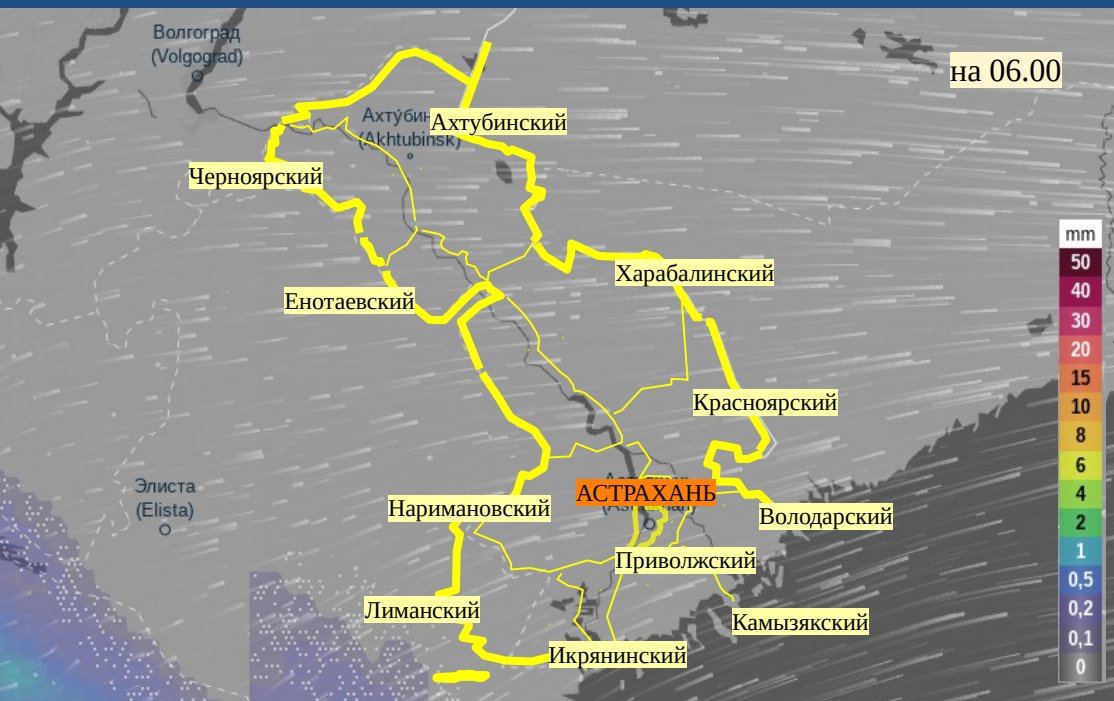 Волгоград
(Volgograd)
на 06.00
Ахтубинский
(Akhtubinsk)
Черноярский
Харабалинский
Енотаевский
Красноярский
Элиста
(Elista)
АСТРАХАНЬ
Наримановский
Володарский
Приволжский
Лиманский
Камызякский
Икрянинский
mm
50
40
30
20
15
10
8
6
4
2
1
0,5
0,2
0,1
0